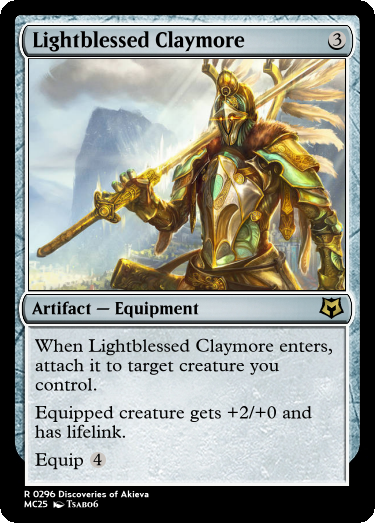 Lightblessed Claymore 3
Artifact — Equipment
When Lightblessed Claymore enters,
attach it to target creature you
control.
Equipped creature gets +2/+0 and
has lifelink.
Equip 4
R 0296 Discoveries of Akieva
MC25 Tsabo6